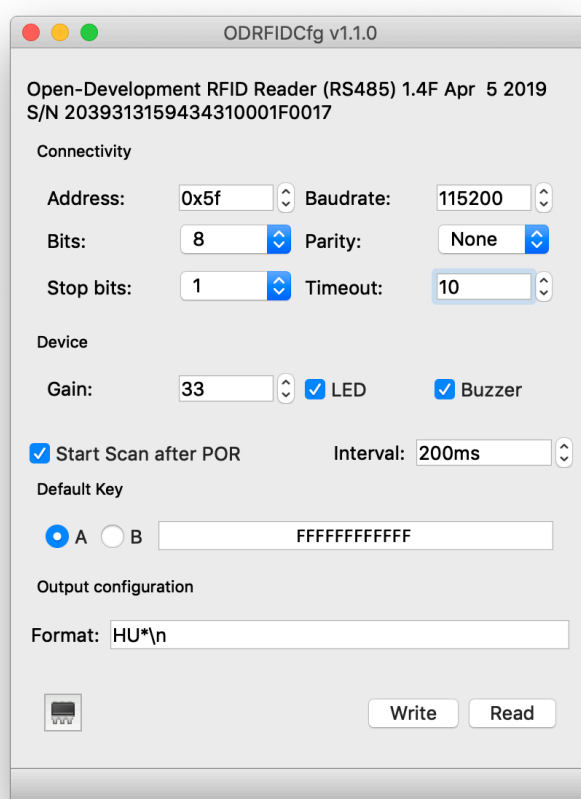 ODRFIDCfg v1.1.0
Open-Development RFID Reader (RS485) 1.4F Apr  5 2019
S/N 2039313159434310001F0017
Connectivity
Address: 0x5f Baudrate: 115200
Bits: 8 Parity: None
Stop bits: 1 Timeout: 10
Device
Gain: 33 LED Buzzer
Start Scan after POR Interval: 200ms
Default Key
A B FFFFFFFFFFFF
Output configuration
Format: HU*\n
Write Read